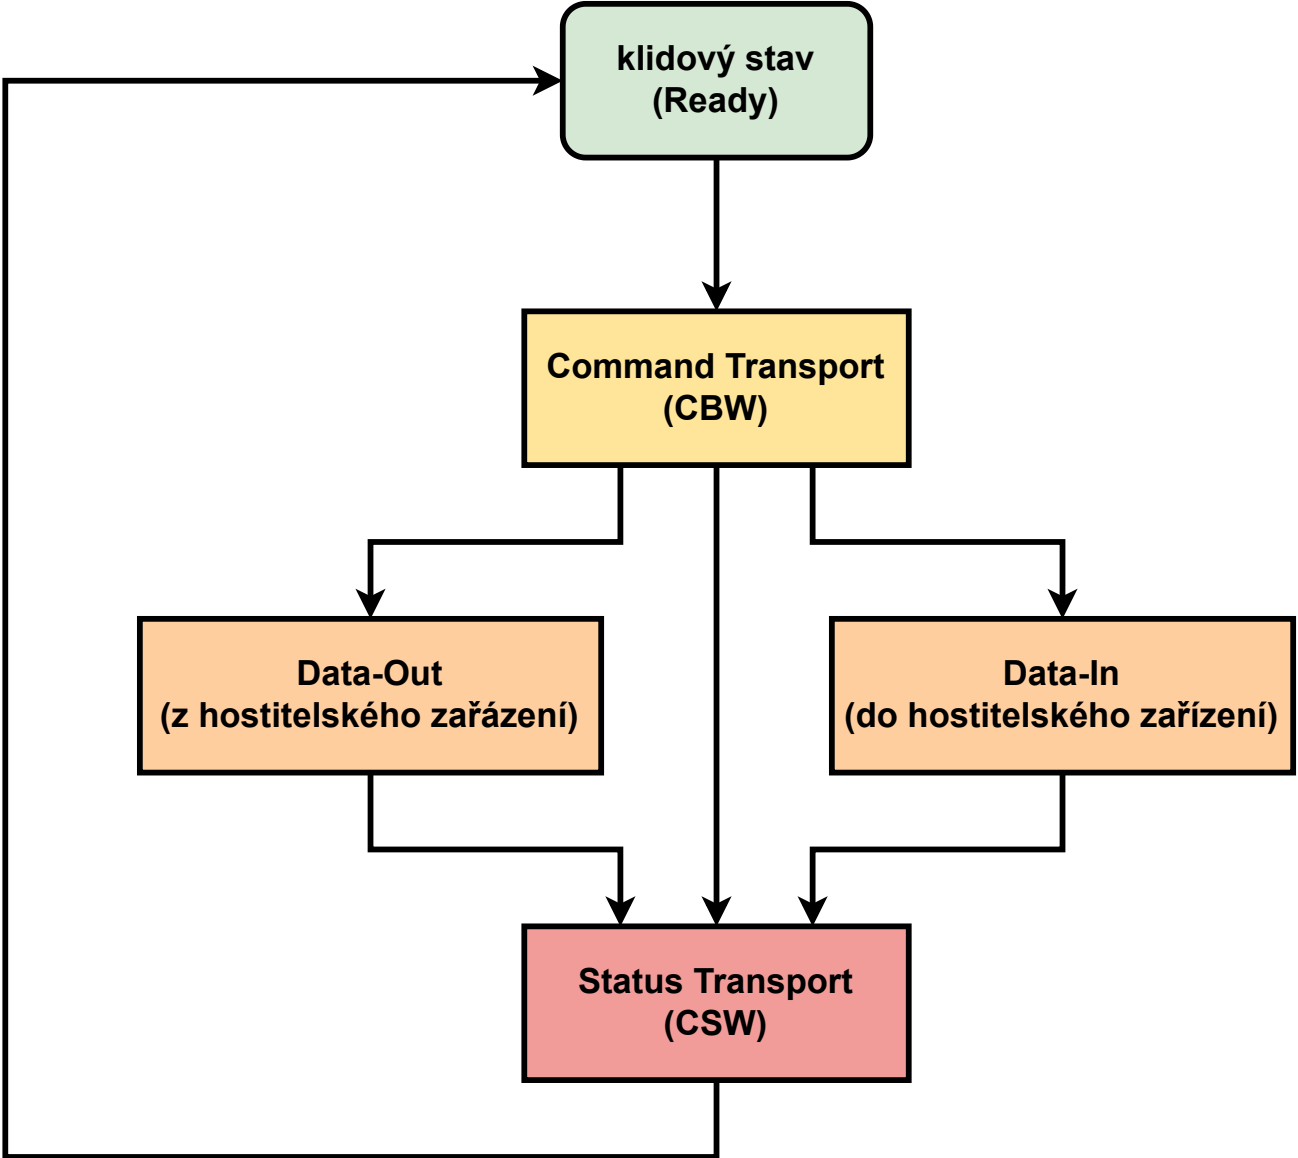 klidový stav
(Ready)
Command Transport
(CBW)
Data-Out
(z hostitelského zařázení)
Data-In
(do hostitelského zařízení)
Status Transport
(CSW)